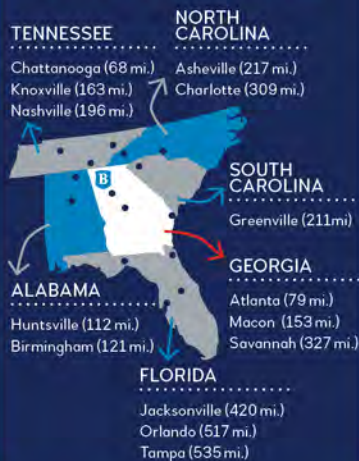 TENNESSEE
Chattanooga (68 mi.)
Knoxville (163 mi.)
Nashville (196 mi.)
NORTH
CAROLINA
Asheville (217 mi.)
Charlotte (309 mi.)
B
SOUTH
CAROLINA
Greenville (211mi)
GEORGIA
Atlanta (79 mi.)
Macon (153 mi.)
Savannah (327 mi.)
ALABAMA
Huntsville (112 mi.)
Birmingham (121 mi.)
FLORIDA
Jacksonville (420 mi.)
Orlando (517 mi.)
Tampa (535 mi.)